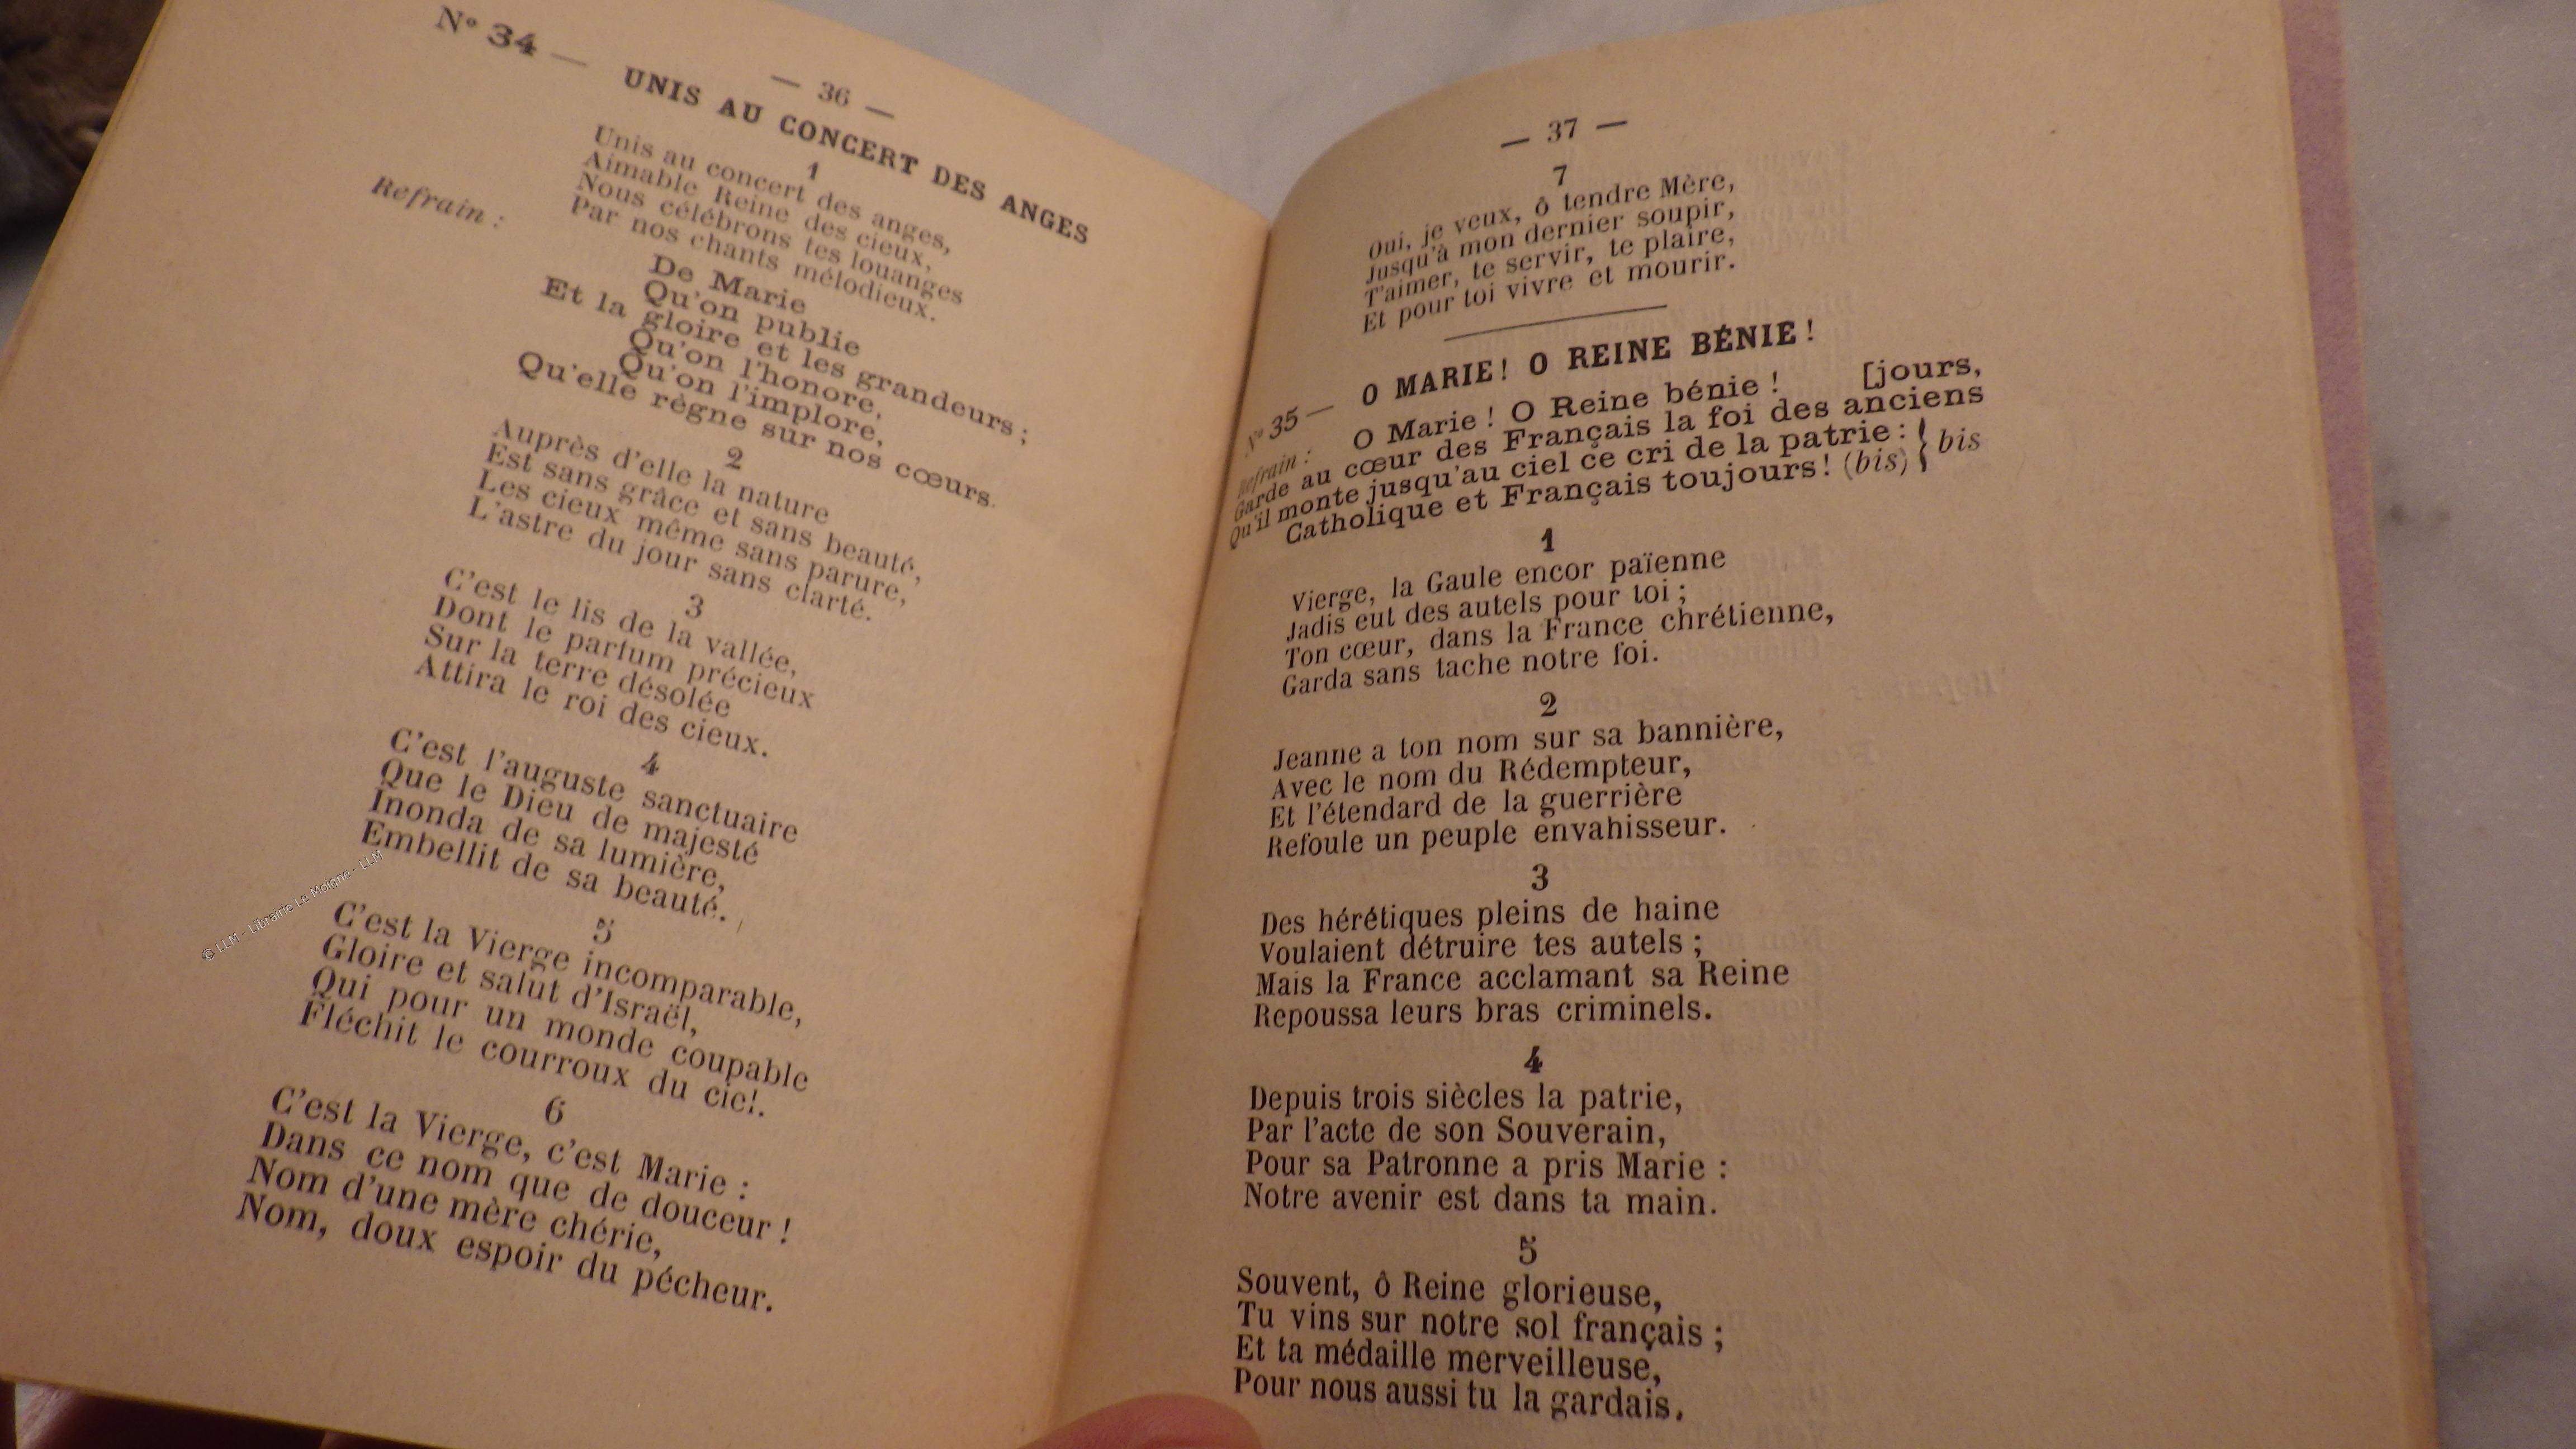 — 36 —
N° 34 — UNIS AU CONCERT DES ANGES
1
Unis au concert des anges,
Aimable Reine des cieux,
Nous célébrons tes louanges
Par nos chants mélodieux.
Refrain :
De Marie
Qu'on publie
Et la gloire et les grandeurs ;
Qu'on l'honore,
Qu'on l'implore,
Qu'elle règne sur nos cœurs.
2
Auprès d'elle la nature
Est sans grâce et sans beauté,
Les cieux même sans parure,
L'astre du jour sans clarté.
3
C'est le lis de la vallée,
Dont le parfum précieux
Sur la terre désolée
Attira le roi des cieux.
4
C'est l'auguste sanctuaire
Que le Dieu de majesté
Inonda de sa lumière,
Embellit de sa beauté.
5
C'est la Vierge incomparable,
Gloire et salut d'Israël,
Qui pour un monde coupable
Fléchit le courroux du ciel.
6
C'est la Vierge, c'est Marie :
Dans ce nom que de douceur !
Nom d'une mère chérie,
Nom, doux espoir du pécheur.
© LLM - Librairie Le Moigne - LLM
— 37 —
7
Oui, je veux, ô tendre Mère,
Jusqu'à mon dernier soupir,
T'aimer, te servir, te plaire,
Et pour toi vivre et mourir.
N° 35 — O MARIE ! O REINE BÉNIE !
Refrain : O Marie ! O Reine bénie ! [jours,
Garde au cœur des Français la foi des anciens
Qu'il monte jusqu'au ciel ce cri de la patrie : } bis
Catholique et Français toujours ! (bis)
1
Vierge, la Gaule encor païenne
Jadis eut des autels pour toi ;
Ton cœur, dans la France chrétienne,
Garda sans tache notre foi.
2
Jeanne a ton nom sur sa bannière,
Avec le nom du Rédempteur,
Et l'étendard de la guerrière
Refoule un peuple envahisseur.
3
Des hérétiques pleins de haine
Voulaient détruire tes autels ;
Mais la France acclamant sa Reine
Repoussa leurs bras criminels.
4
Depuis trois siècles la patrie,
Par l'acte de son Souverain,
Pour sa Patronne a pris Marie :
Notre avenir est dans ta main.
5
Souvent, ô Reine glorieuse,
Tu vins sur notre sol français ;
Et ta médaille merveilleuse,
Pour nous aussi tu la gardais.